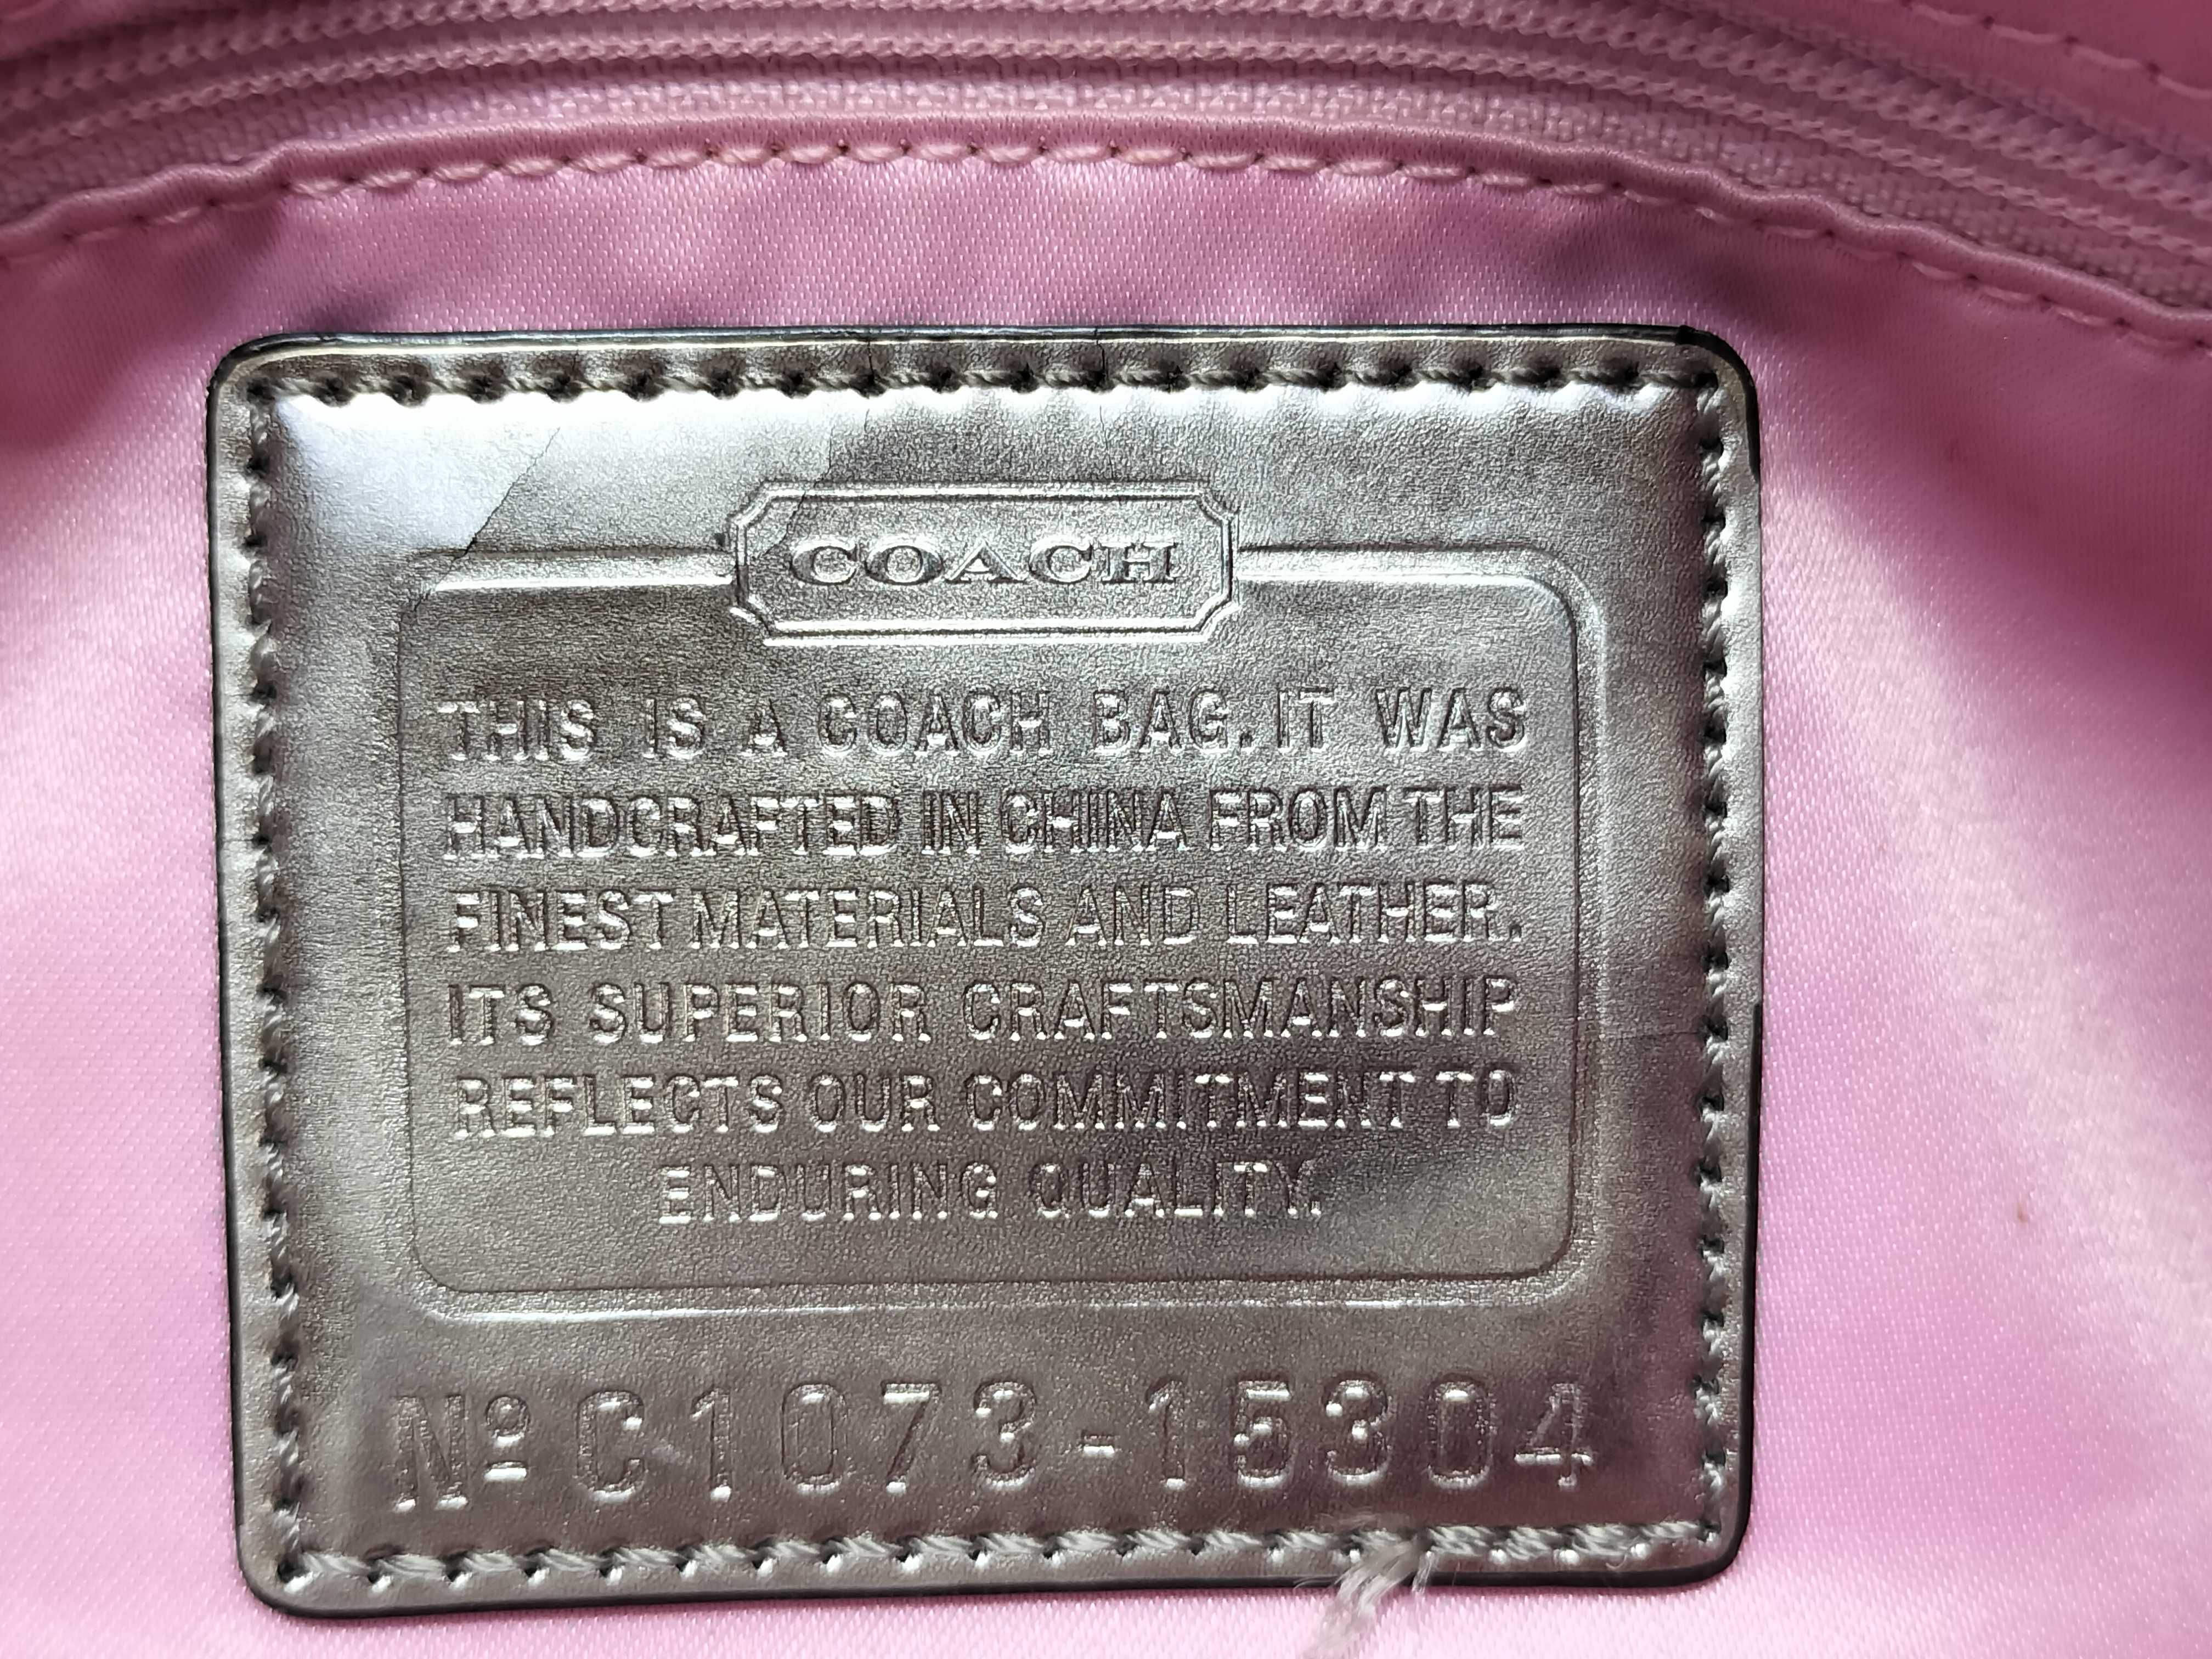 COACH
THIS IS A COACH BAG. IT WAS
HANDCRAFTED IN CHINA FROM THE
FINEST MATERIALS AND LEATHER.
ITS SUPERIOR CRAFTSMANSHIP
REFLECTS OUR COMMITMENT TO
ENDURING QUALITY.
Nº C1073-15304